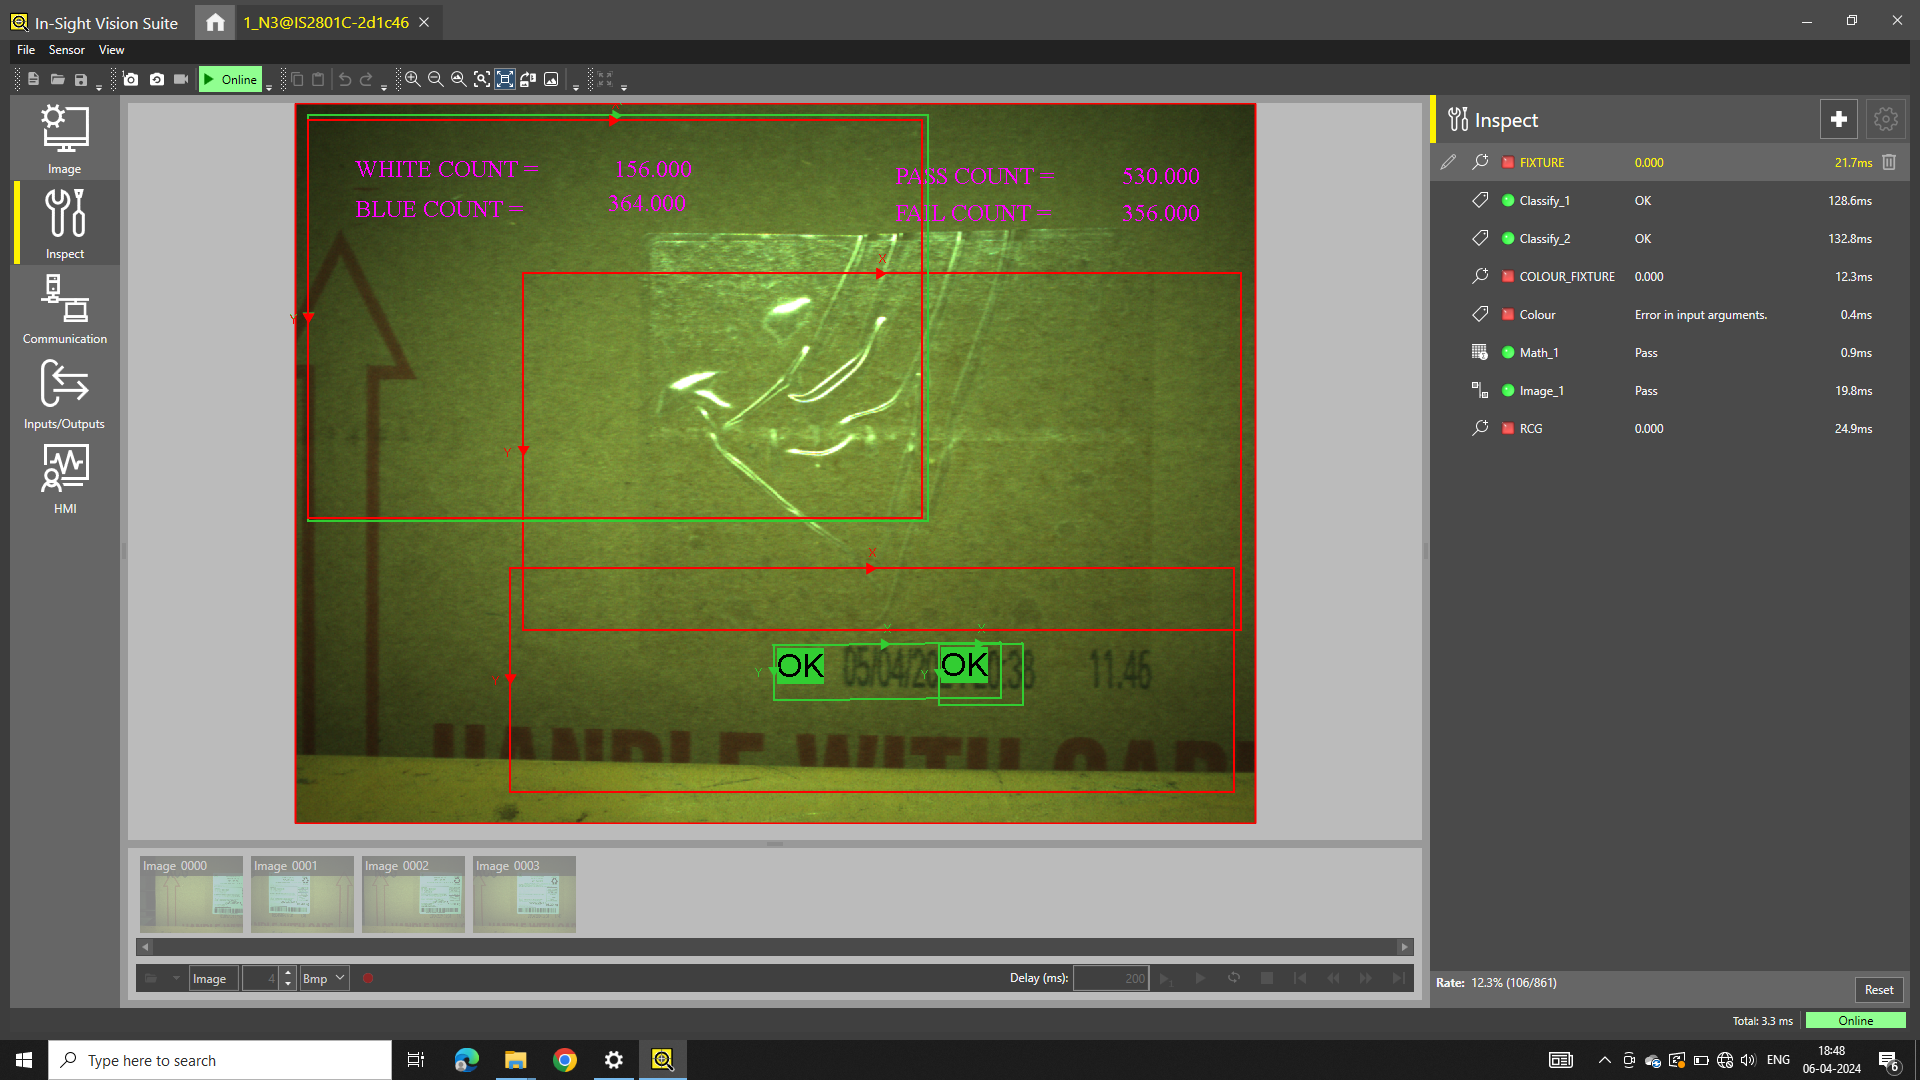 In-Sight Vision Suite
1_N3@IS2801C-2d1c46
File Sensor View
Online
Image
Inspect
Communication
Inputs/Outputs
HMI
WHITE COUNT = 156.000
BLUE COUNT = 364.000
PASS COUNT = 530.000
FAIL COUNT = 356.000
X
Y
X
Y
X
X
X
Y
Y
OK
OK
05/04/20
0:38
11.46
HANDLE WITH CAR
Inspect
FIXTURE 0.000 21.7ms
Classify_1 OK 128.6ms
Classify_2 OK 132.8ms
COLOUR_FIXTURE 0.000 12.3ms
Colour Error in input arguments. 0.4ms
Math_1 Pass 0.9ms
Image_1 Pass 19.8ms
RCG 0.000 24.9ms
Image 0000 Image 0001 Image 0002 Image 0003
Image 4 Bmp Delay (ms): 200
Rate: 12.3% (106/861)
Reset
Total: 3.3 ms Online
Type here to search
ENG
18:48
06-04-2024
6